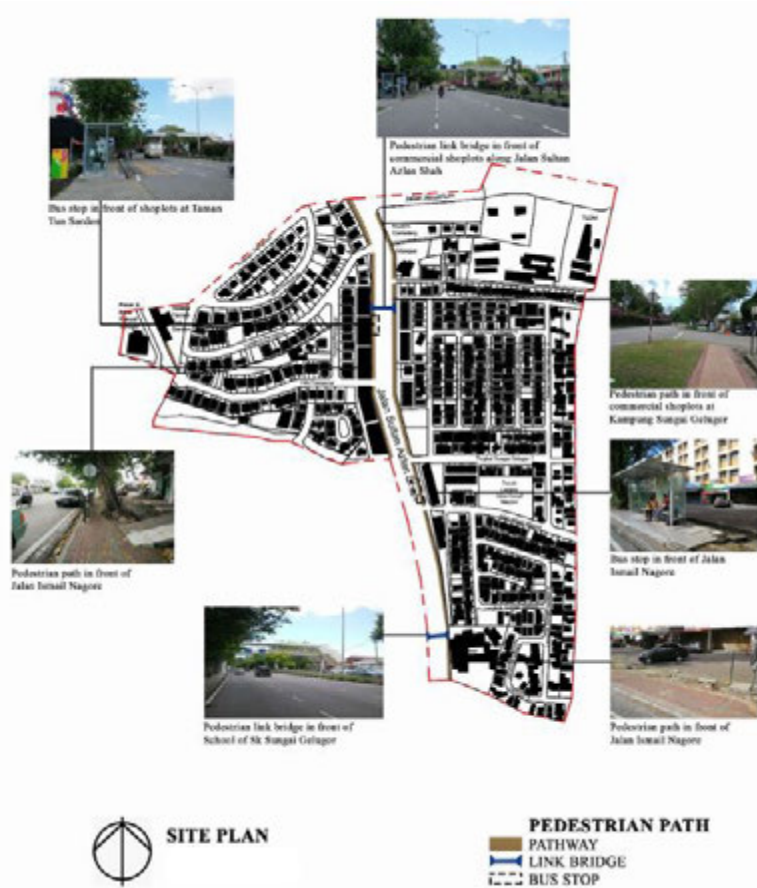 Pedestrian link bridge in front of
commercial shoplots along Jalan Sultan
Azlan Shah
Bus stop in front of shoplots at Taman
Tun Sardon
Pedestrian path in front of
commercial shoplots at
Kampung Sungai Gelugor
Jalan Sultan Azlan Shah
Bus stop in front of Jalan
Ismail Nagore
Pedestrian path in front of
Jalan Ismail Nagore
Pedestrian link bridge in front of
School of Sk Sungai Gelugor
Pedestrian path in front of
Jalan Ismail Nagore
SITE PLAN
PEDESTRIAN PATH
PATHWAY
LINK BRIDGE
BUS STOP